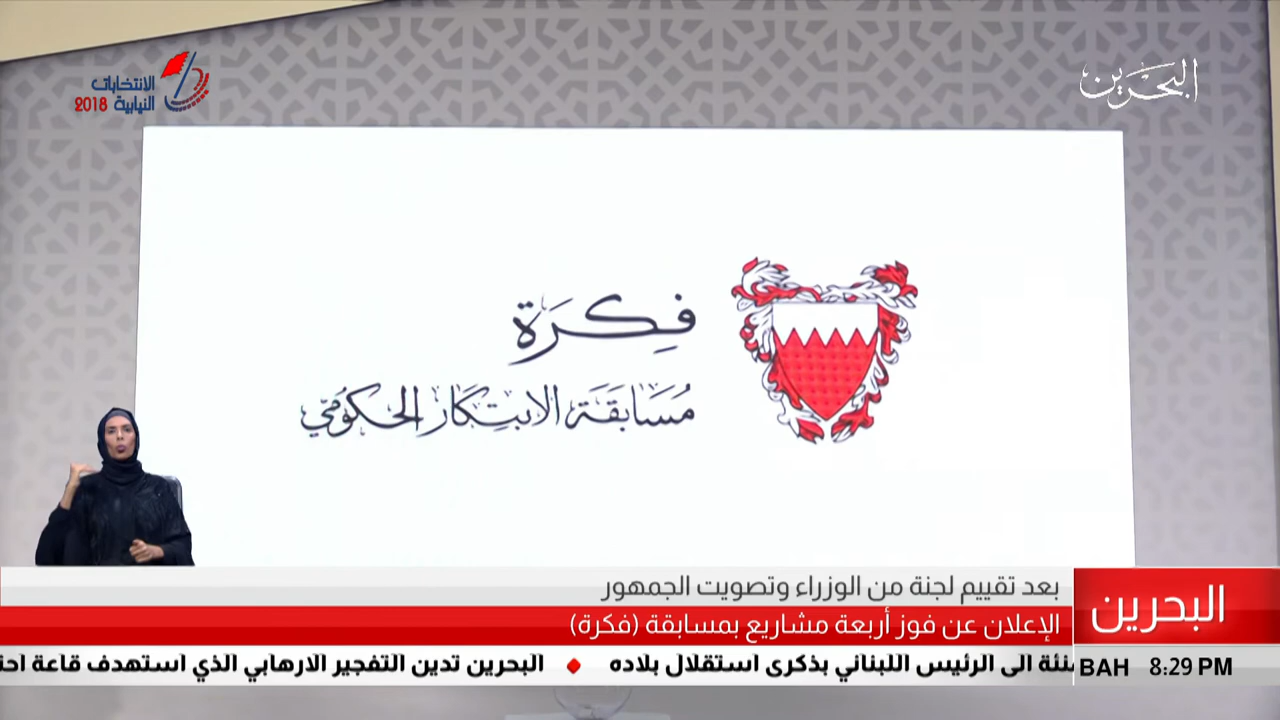 الانتخابات
النيابية 2018
البحرين
فكرة
مسابقة الابتكار الحكومي
بعد تقييم لجنة من الوزراء وتصويت الجمهور
الإعلان عن فوز أربعة مشاريع بمسابقة (فكرة)
البحرين
الى الرئيس اللبناني بذكرى استقلال بلاده ♦ البحرين تدين التفجير الارهابي الذي استهدف قاعة
BAH 8:29 PM